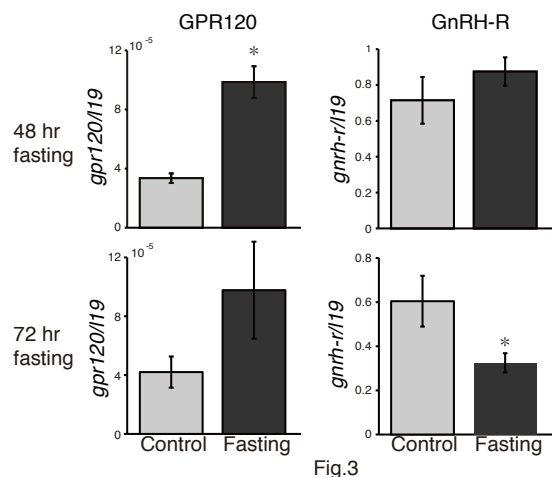 GPR120
GnRH-R
48 hr
fasting
gpr120/l19
12
10 -5
8
4
0
*
gnrh-r/l19
1
0.8
0.6
0.4
0.2
0
72 hr
fasting
gpr120/l19
12
10 -5
8
4
0
Control
Fasting
gnrh-r/l19
1
0.8
0.6
0.4
0.2
0
*
Control
Fasting
Fig.3